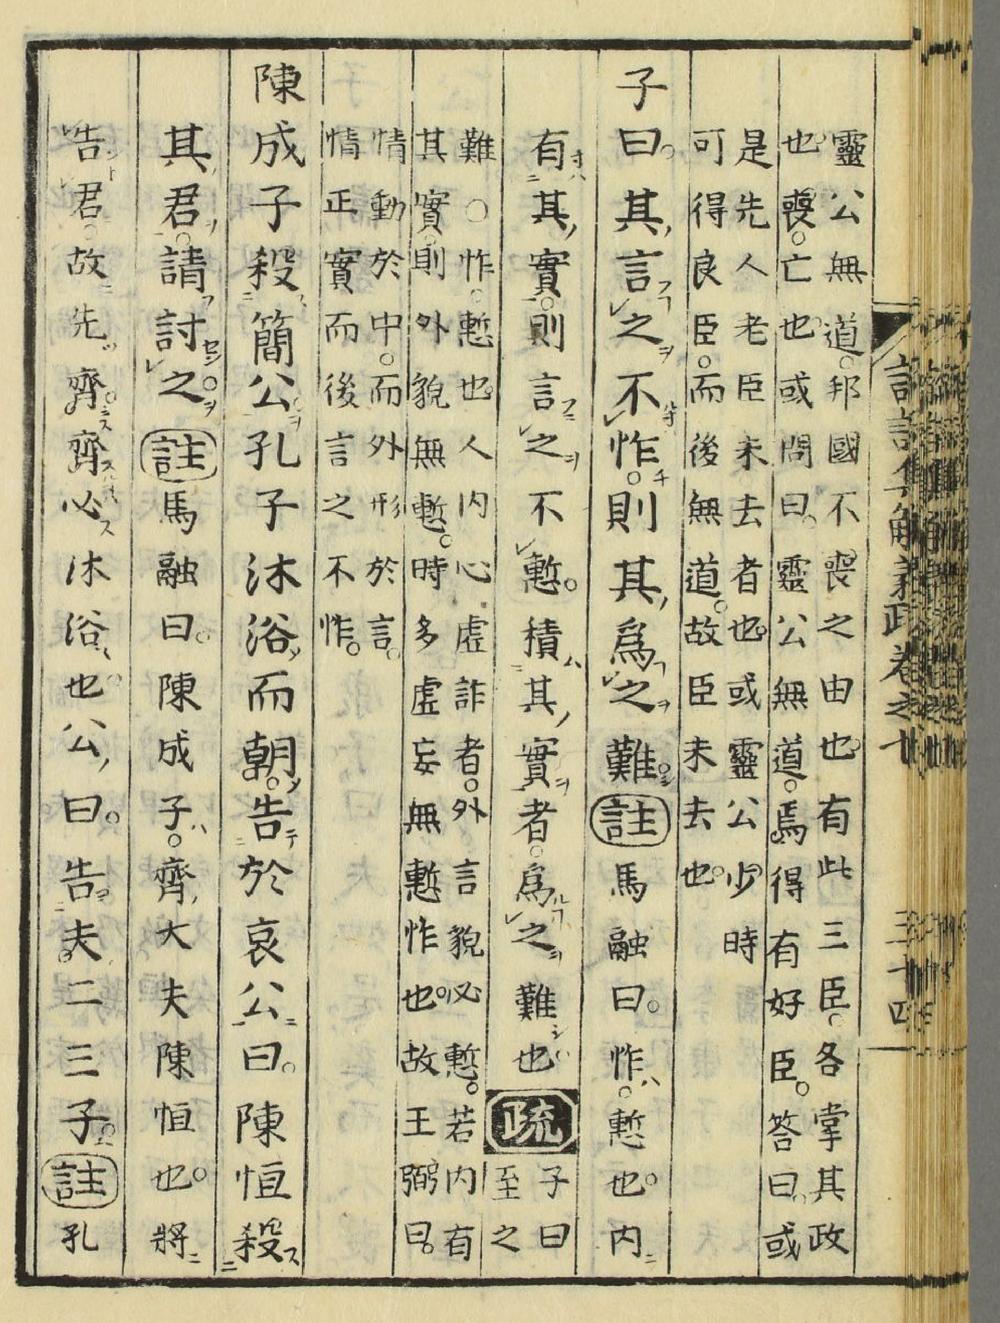 靈公無道邦國不喪之由也有此三臣各掌其政
也喪亡也或問曰靈公無道焉得有好臣答曰或
是先人老臣未去者也或靈公少時
可得良臣而後無道故臣未去也
子曰其言之不怍則其爲之難註馬融曰怍慙也内
有其實則言之不慙積其實者爲之難也疏子曰
至之
難○怍慙也人内心虛詐者外言貌必慙若内有
其實則外貌無慙時多虛妄無慙怍也故王弼曰
情動於中而外形於言
情正實而後言之不怍
陳成子殺簡公孔子沐浴而朝告於哀公曰陳恒殺
其君請討之註馬融曰陳成子齊大夫陳恒也將
告君故先齊齊必沐浴也公曰告夫二三子註孔